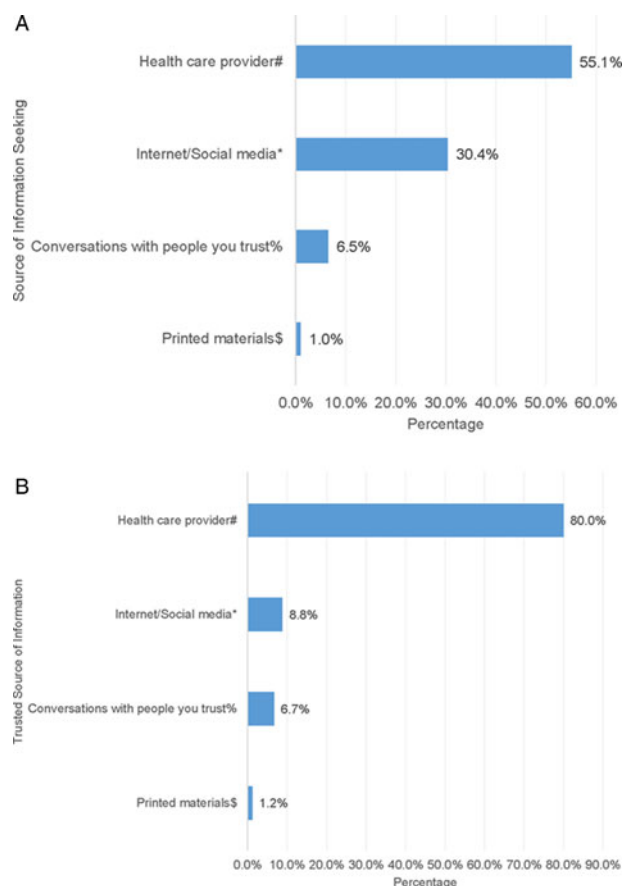 A
Source of Information Seeking
Health care provider#
55.1%
Internet/Social media*
30.4%
Conversations with people you trust%
6.5%
Printed materials$
1.0%
0.0% 10.0% 20.0% 30.0% 40.0% 50.0% 60.0%
Percentage
B
Trusted Source of Information
Health care provider#
80.0%
Internet/Social media*
8.8%
Conversations with people you trust%
6.7%
Printed materials$
1.2%
0.0% 10.0% 20.0% 30.0% 40.0% 50.0% 60.0% 70.0% 80.0% 90.0%
Percentage